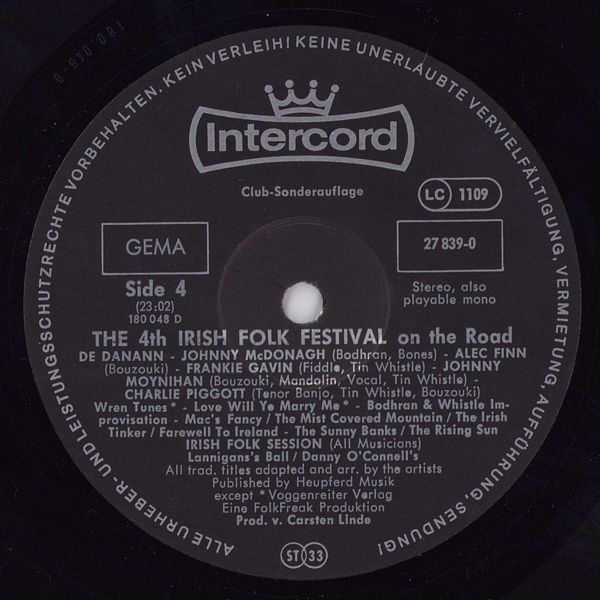 ALLE URHEBER- UND LEISTUNGSSCHUTZRECHTE VORBEHALTEN. KEIN VERLEIH! KEINE UNERLAUBTE VERVIELFÄLTIGUNG, VERMIETUNG, AUFFÜHRUNG, SENDUNG!
Intercord
Club-Sonderauflage
LC 1109
GEMA
27 839-0
Side 4
(23:02)
180 048 D
Stereo, also
playable mono
THE 4th IRISH FOLK FESTIVAL on the Road
DE DANANN - JOHNNY McDONAGH (Bodhran, Bones) - ALEC FINN
(Bouzouki) - FRANKIE GAVIN (Fiddle, Tin Whistle) - JOHNNY
MOYNIHAN (Bouzouki, Mandolin, Vocal, Tin Whistle) -
CHARLIE PIGGOTT (Tenor Banjo, Tin Whistle, Bouzouki)
Wren Tunes* - Love Will Ye Marry Me* - Bodhran & Whistle Im-
provisation - Mac's Fancy / The Mist Covered Mountain / The Irish
Tinker / Farewell To Ireland - The Sunny Banks / The Rising Sun
IRISH FOLK SESSION (All Musicians)
Lannigans's Ball / Danny O'Connell's
All trad. titles adapted and arr. by the artists
Published by Heupferd Musik
except * Voggenreiter Verlag
Eine FolkFreak Produktion
Prod. v. Carsten Linde
ST 33